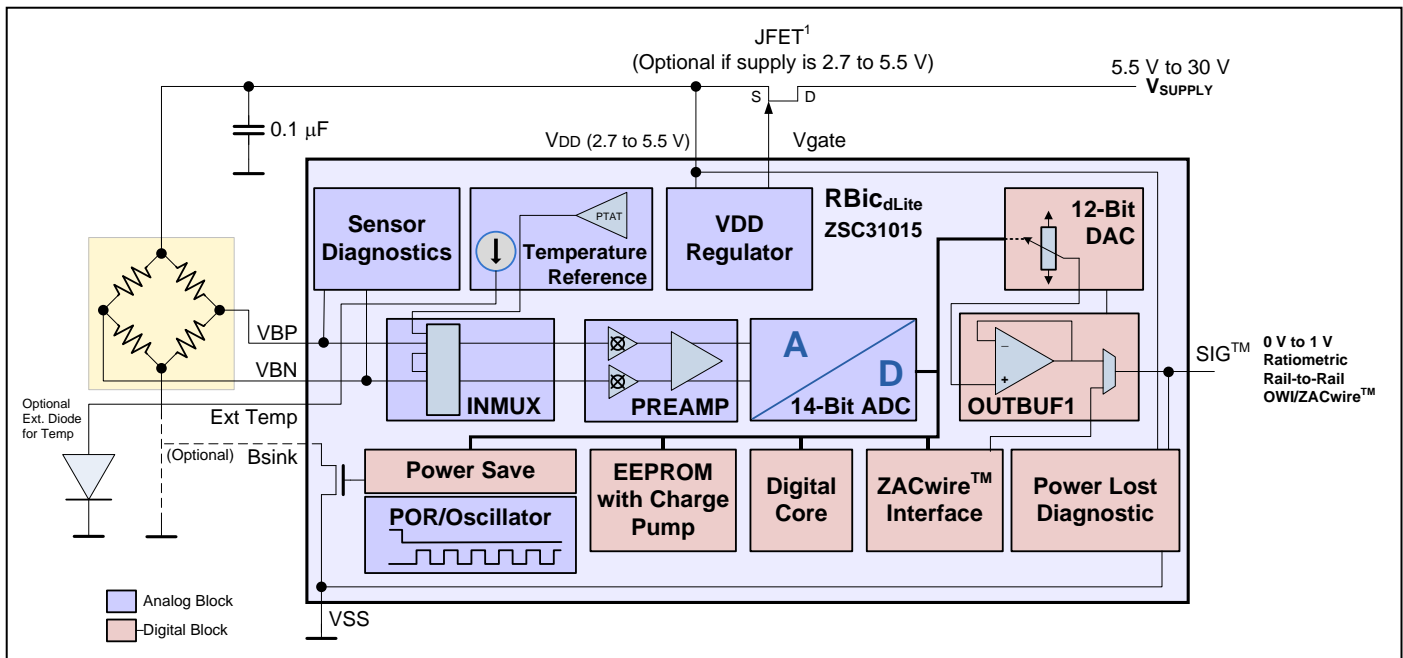 JFET¹
(Optional if supply is 2.7 to 5.5 V)
5.5 V to 30 V
VSUPPLY
S
D
0.1 μF
VDD (2.7 to 5.5 V)
Vgate
Sensor
Diagnostics
PTAT
Temperature
Reference
VDD
Regulator
RBicdLite
ZSC31015
12-Bit
DAC
VBP
VBN
INMUX
PREAMP
A
D
14-Bit ADC
–
+
OUTBUF1
SIG™
0 V to 1 V
Ratiometric
Rail-to-Rail
OWI/ZACwire™
Optional
Ext. Diode
for Temp
Ext Temp
(Optional)
Bsink
Power Save
POR/Oscillator
EEPROM
with Charge
Pump
Digital
Core
ZACwire™
Interface
Power Lost
Diagnostic
Analog Block
Digital Block
VSS